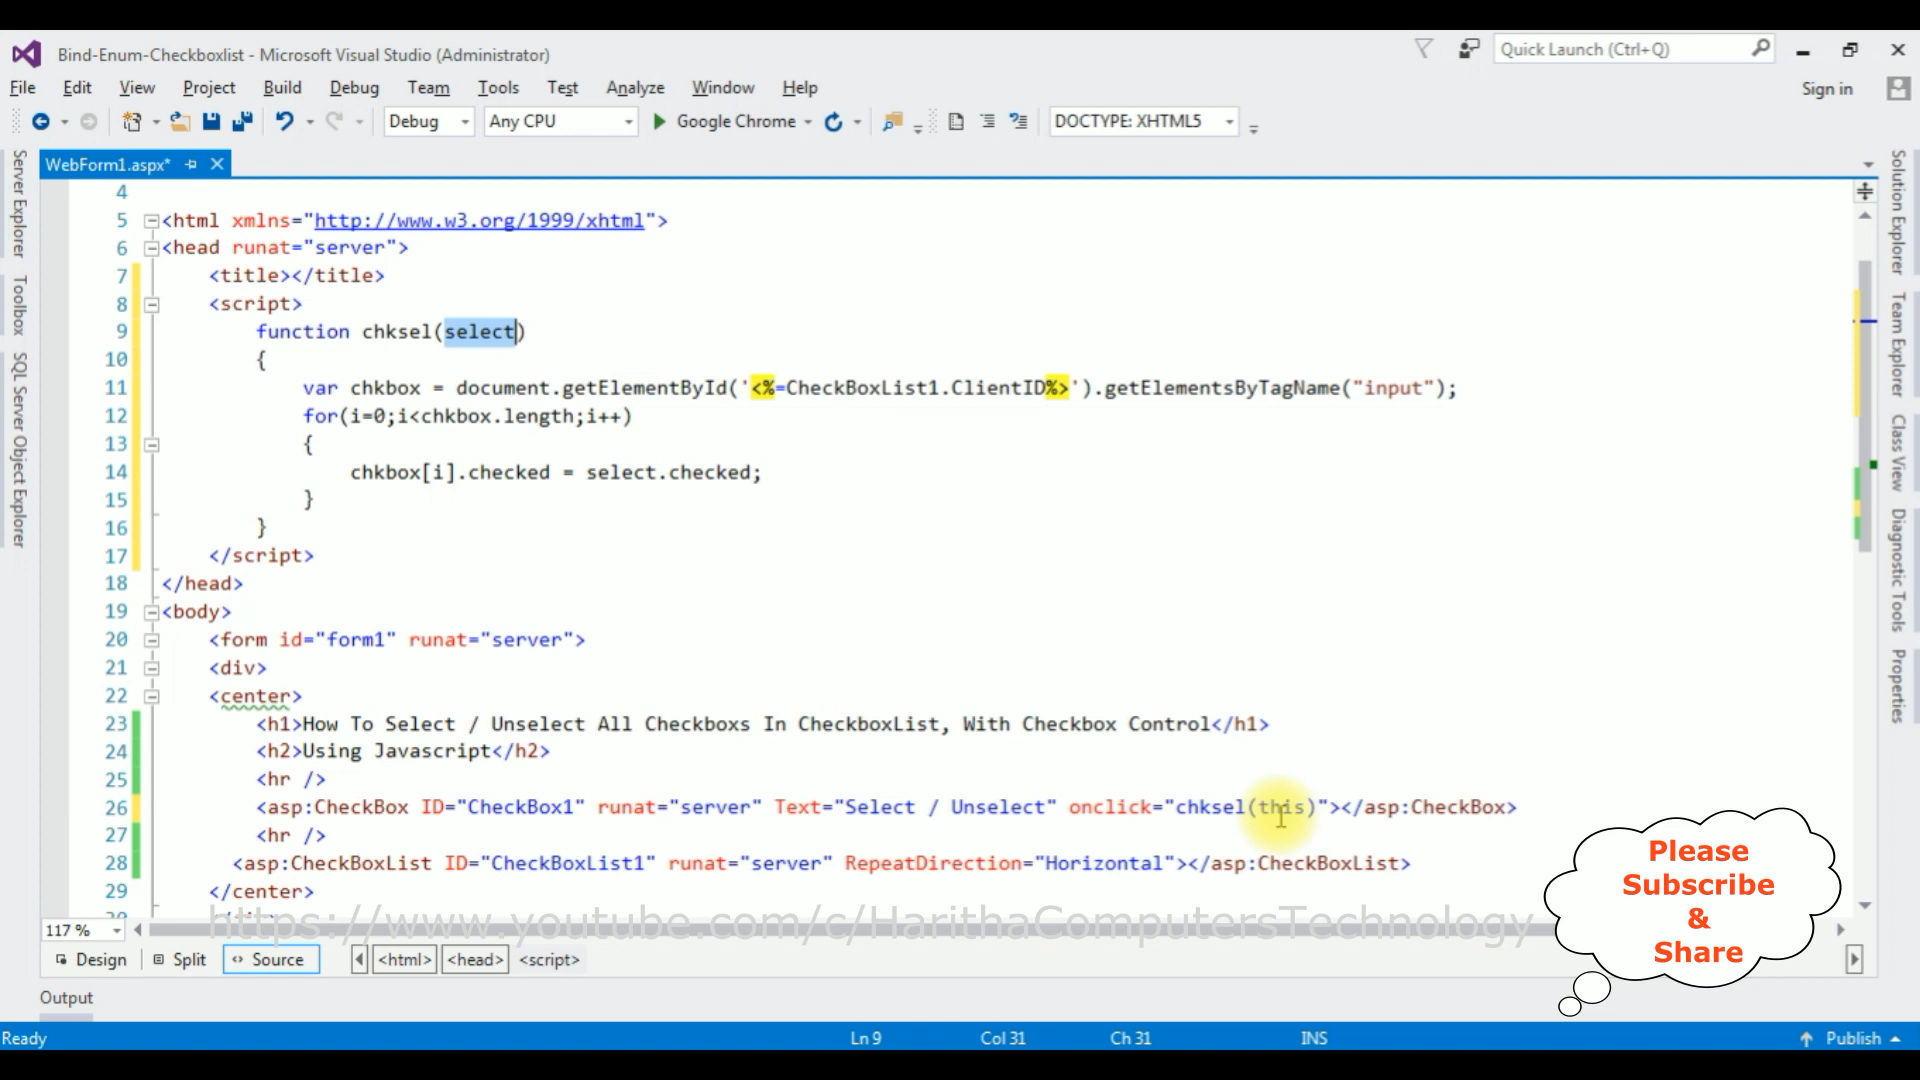 Bind-Enum-Checkboxlist - Microsoft Visual Studio (Administrator)
Quick Launch (Ctrl+Q)
File Edit View Project Build Debug Team Tools Test Analyze Window Help
Sign in
Debug Any CPU Google Chrome DOCTYPE: XHTML5
WebForm1.aspx*
Server Explorer
Toolbox
SQL Server Object Explorer
4
5 <html xmlns="http://www.w3.org/1999/xhtml">
6 <head runat="server">
7 <title></title>
8 <script>
9 function chksel(select)
10 {
11 var chkbox = document.getElementById('<%=CheckBoxList1.ClientID%>').getElementsByTagName("input");
12 for(i=0;i<chkbox.length;i++)
13 {
14 chkbox[i].checked = select.checked;
15 }
16 }
17 </script>
18 </head>
19 <body>
20 <form id="form1" runat="server">
21 <div>
22 <center>
23 <h1>How To Select / Unselect All Checkboxs In CheckboxList, With Checkbox Control</h1>
24 <h2>Using Javascript</h2>
25 <hr />
26 <asp:CheckBox ID="CheckBox1" runat="server" Text="Select / Unselect" onclick="chksel(this)"></asp:CheckBox>
27 <hr />
28 <asp:CheckBoxList ID="CheckBoxList1" runat="server" RepeatDirection="Horizontal"></asp:CheckBoxList>
29 </center>
https://www.youtube.com/c/HarithaComputersTechnology
Solution Explorer
Team Explorer
Class View
Diagnostic Tools
Properties
Please
Subscribe
&
Share
117 %
Design Split Source <html> <head> <script>
Output
Ready Ln 9 Col 31 Ch 31 INS Publish